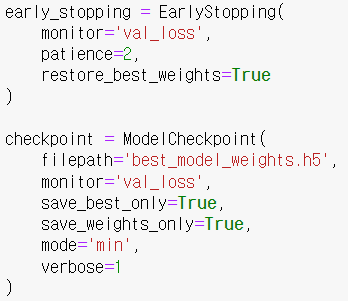 early_stopping = EarlyStopping(
    monitor='val_loss',
    patience=2,
    restore_best_weights=True
)

checkpoint = ModelCheckpoint(
    filepath='best_model_weights.h5',
    monitor='val_loss',
    save_best_only=True,
    save_weights_only=True,
    mode='min',
    verbose=1
)